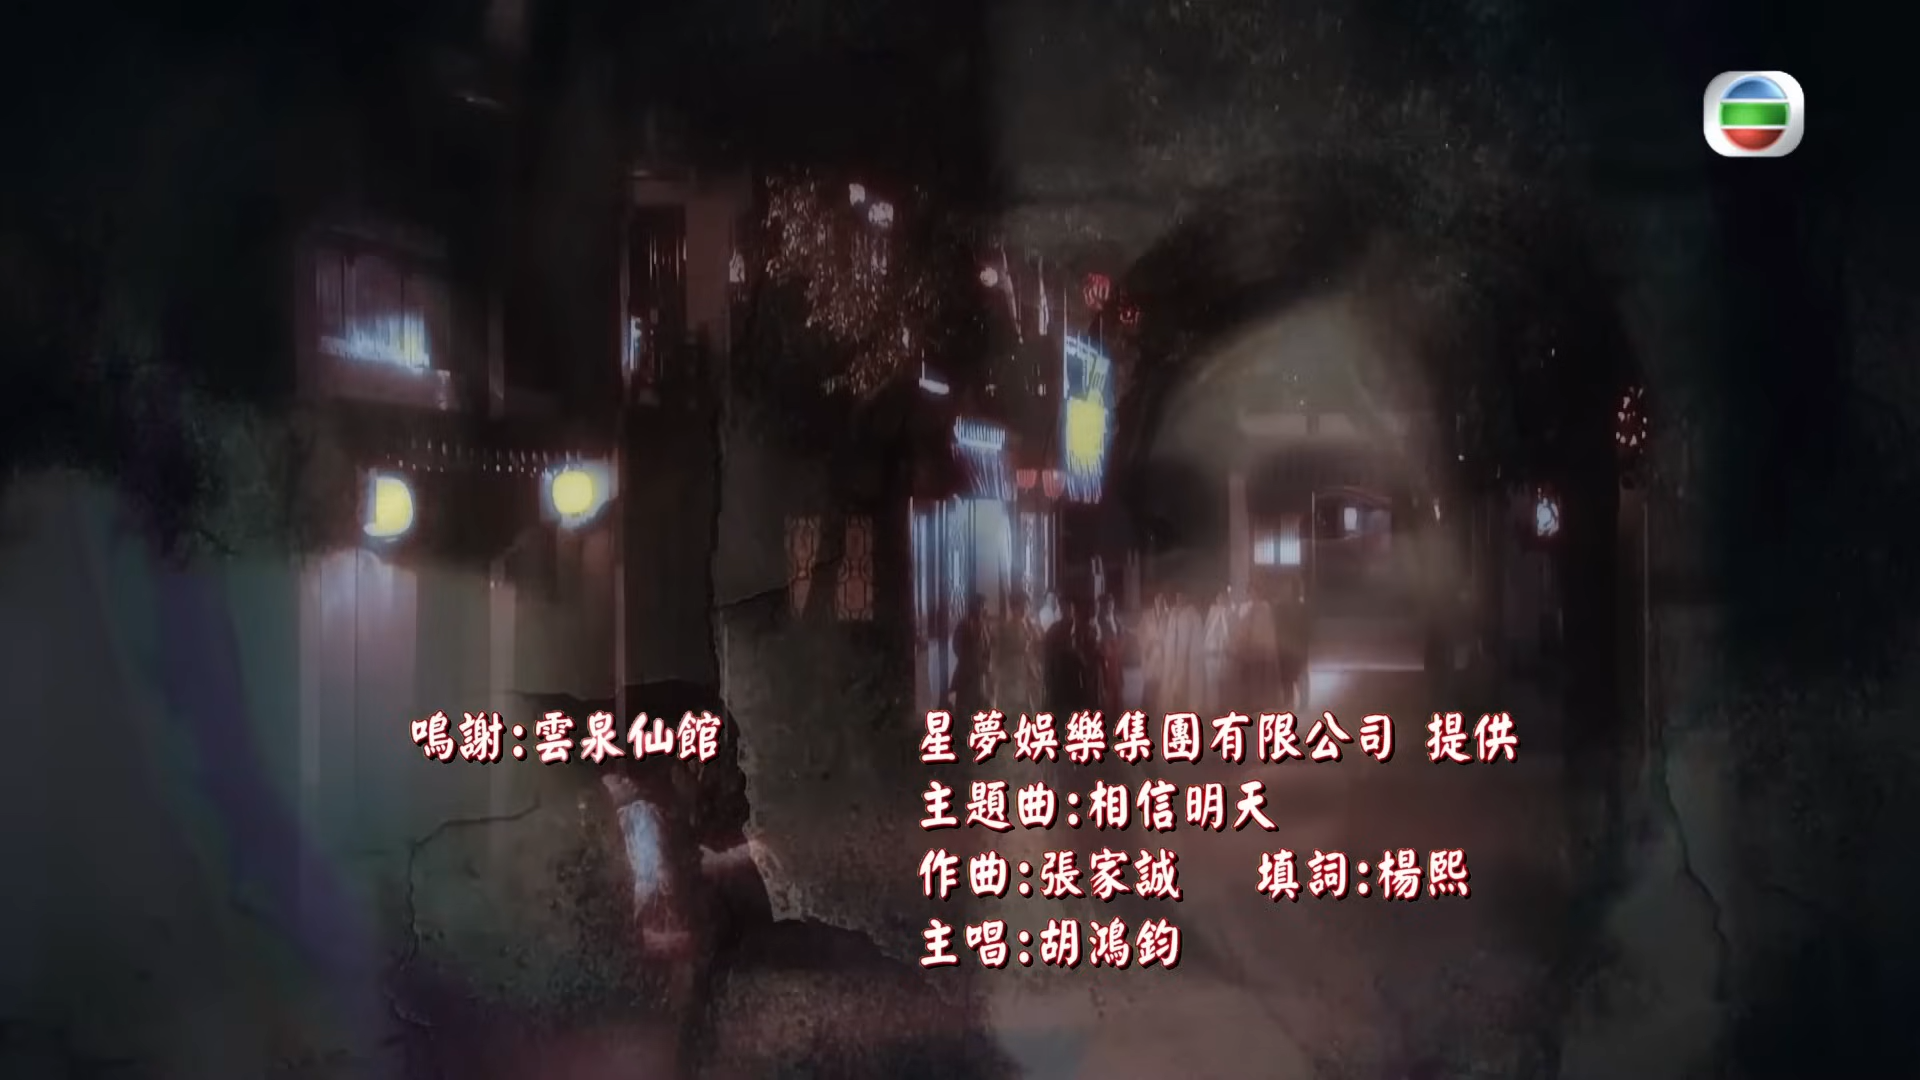 鳴謝:雲泉仙館
星夢娛樂集團有限公司 提供
主題曲:相信明天
作曲:張家誠 填詞:楊熙
主唱:胡鴻鈞